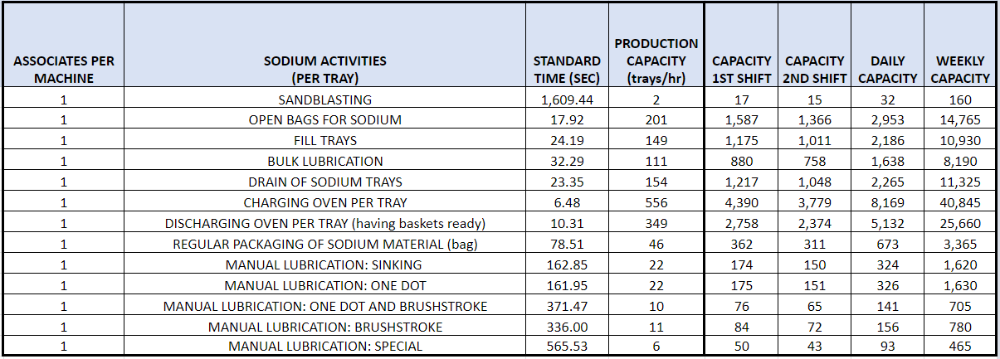 ASSOCIATES PER MACHINE | SODIUM ACTIVITIES (PER TRAY) | STANDARD TIME (SEC) | PRODUCTION CAPACITY (trays/hr) | CAPACITY 1ST SHIFT | CAPACITY 2ND SHIFT | DAILY CAPACITY | WEEKLY CAPACITY
1 | SANDBLASTING | 1,609.44 | 2 | 17 | 15 | 32 | 160
1 | OPEN BAGS FOR SODIUM | 17.92 | 201 | 1,587 | 1,366 | 2,953 | 14,765
1 | FILL TRAYS | 24.19 | 149 | 1,175 | 1,011 | 2,186 | 10,930
1 | BULK LUBRICATION | 32.29 | 111 | 880 | 758 | 1,638 | 8,190
1 | DRAIN OF SODIUM TRAYS | 23.35 | 154 | 1,217 | 1,048 | 2,265 | 11,325
1 | CHARGING OVEN PER TRAY | 6.48 | 556 | 4,390 | 3,779 | 8,169 | 40,845
1 | DISCHARGING OVEN PER TRAY (having baskets ready) | 10.31 | 349 | 2,758 | 2,374 | 5,132 | 25,660
1 | REGULAR PACKAGING OF SODIUM MATERIAL (bag) | 78.51 | 46 | 362 | 311 | 673 | 3,365
1 | MANUAL LUBRICATION: SINKING | 162.85 | 22 | 174 | 150 | 324 | 1,620
1 | MANUAL LUBRICATION: ONE DOT | 161.95 | 22 | 175 | 151 | 326 | 1,630
1 | MANUAL LUBRICATION: ONE DOT AND BRUSHSTROKE | 371.47 | 10 | 76 | 65 | 141 | 705
1 | MANUAL LUBRICATION: BRUSHSTROKE | 336.00 | 11 | 84 | 72 | 156 | 780
1 | MANUAL LUBRICATION: SPECIAL | 565.53 | 6 | 50 | 43 | 93 | 465